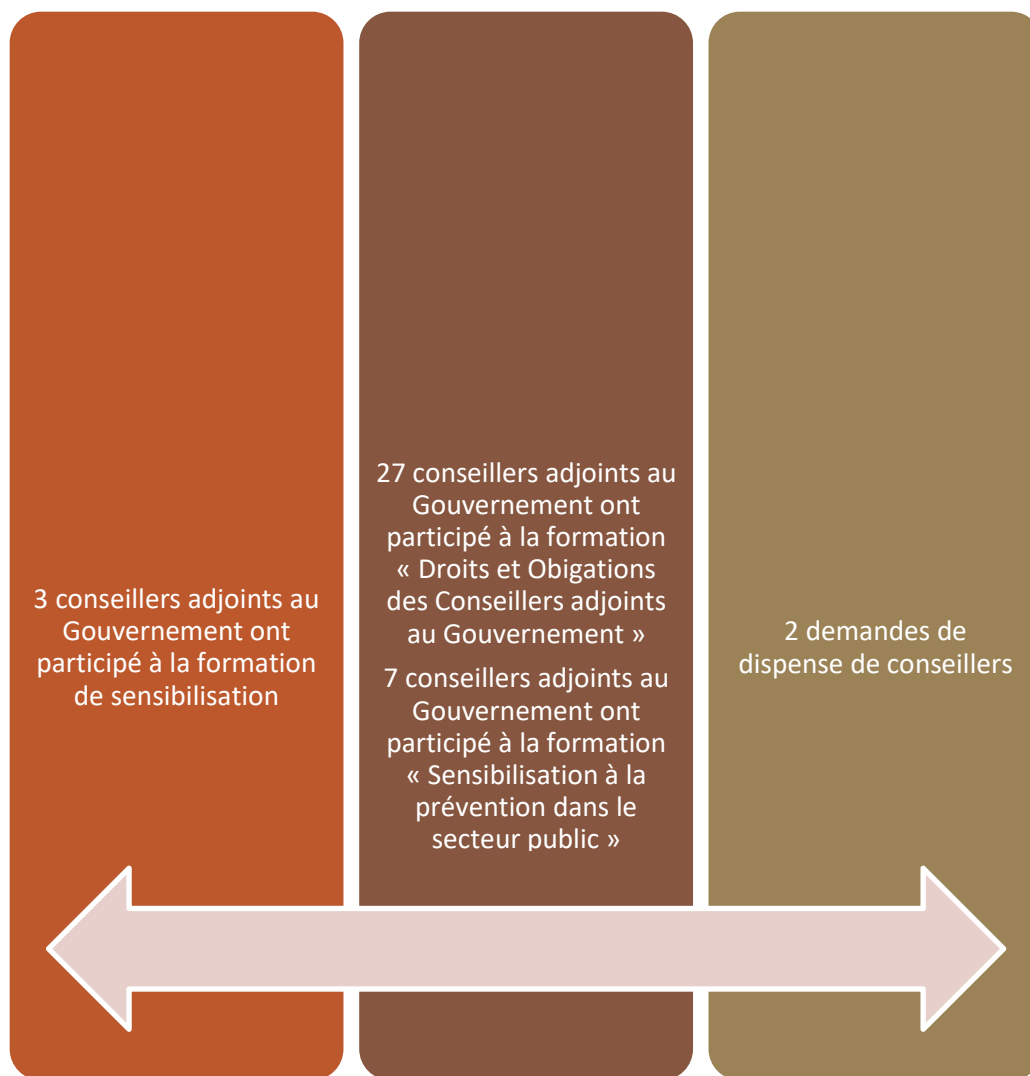 3 conseillers adjoints au
Gouvernement ont
participé à la formation
de sensibilisation
27 conseillers adjoints au
Gouvernement ont
participé à la formation
« Droits et Obigations
des Conseillers adjoints
au Gouvernement »
7 conseillers adjoints au
Gouvernement ont
participé à la formation
« Sensibilisation à la
prévention dans le
secteur public »
2 demandes de
dispense de conseillers